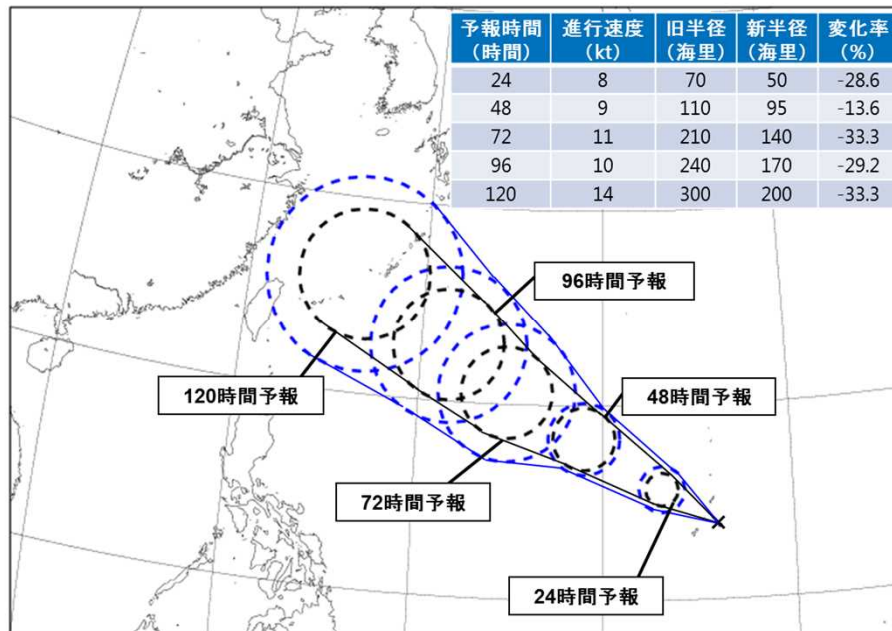 予報時間 進行速度 旧半径 新半径 変化率
(時間) (kt) (海里) (海里) (%)
24 8 70 50 -28.6
48 9 110 95 -13.6
72 11 210 140 -33.3
96 10 240 170 -29.2
120 14 300 200 -33.3
96時間予報
120時間予報
48時間予報
72時間予報
24時間予報